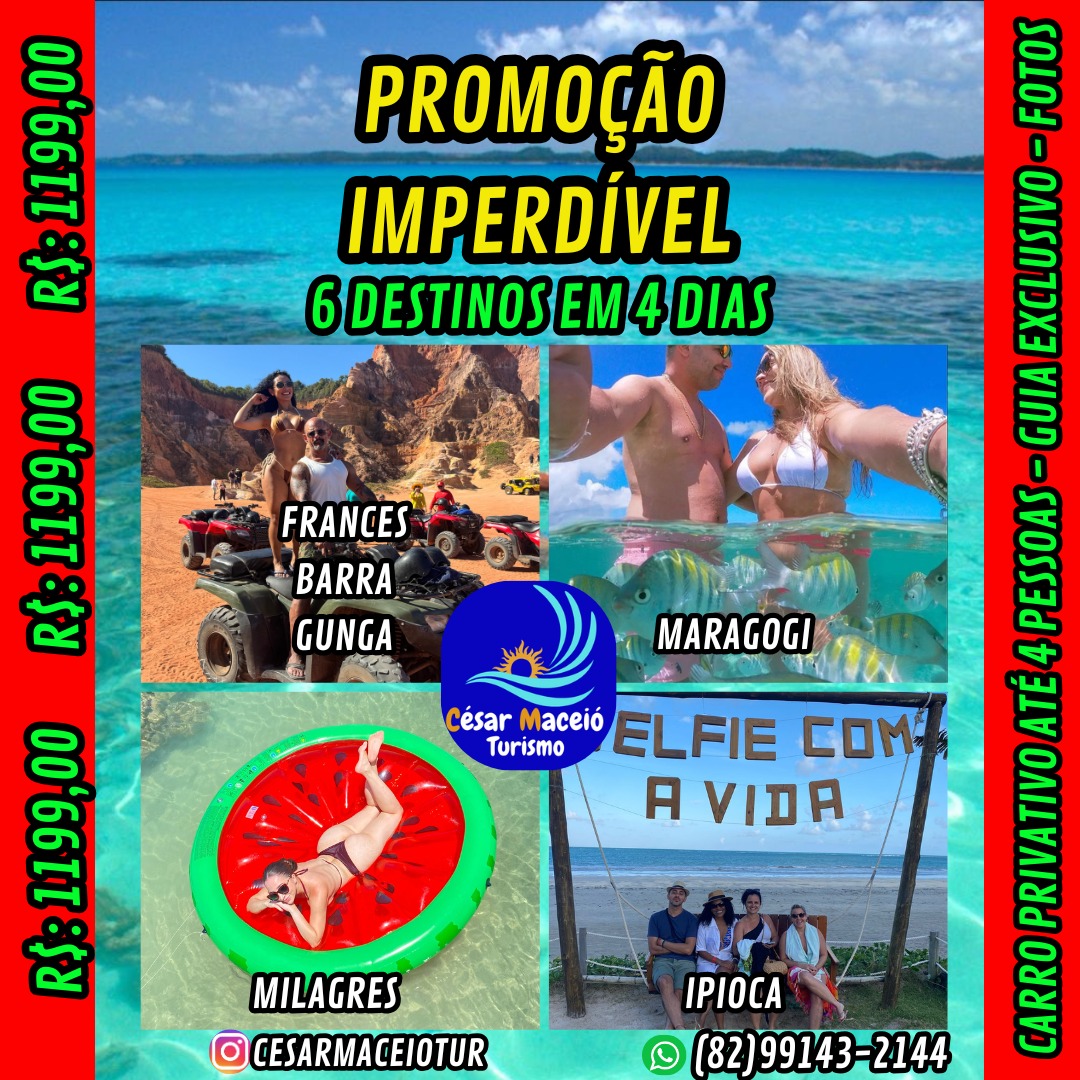 PROMOÇÃO
IMPERDÍVEL
6 DESTINOS EM 4 DIAS
R$: 1199,00
R$: 1199,00
R$: 1199,00
CARRO PRIVATIVO ATÉ 4 PESSOAS - GUIA EXCLUSIVO - FOTOS
FRANCES
BARRA
GUNGA
MARAGOGI
César Maceió
Turismo
ELFIE COM
A VIDA
MILAGRES
IPIOCA
CESARMACEIOTUR
(82)99143-2144